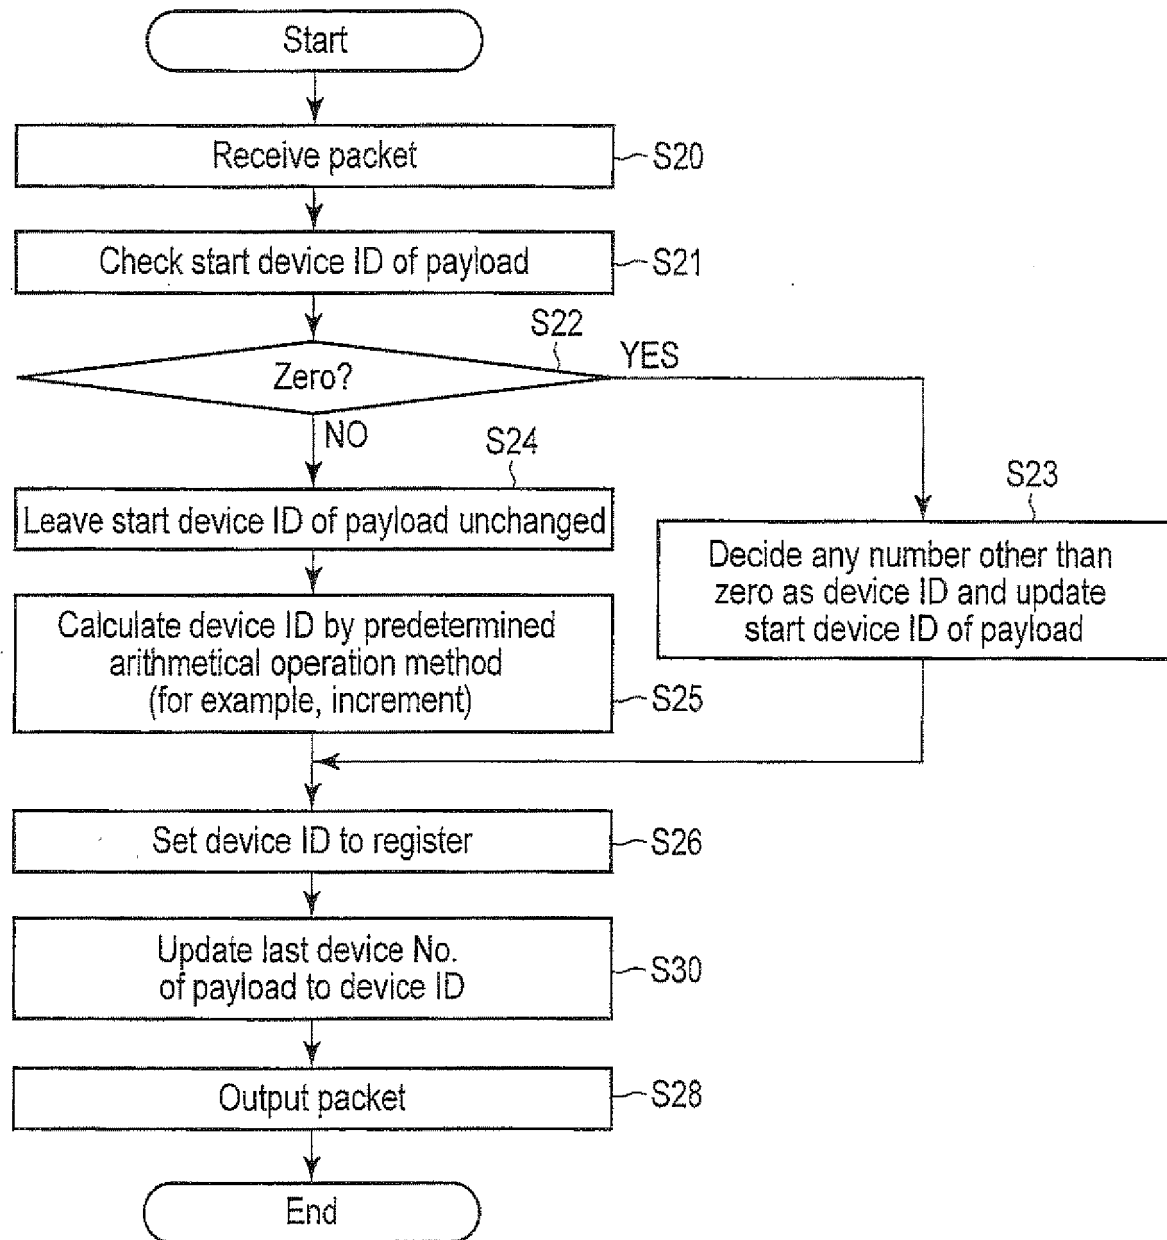 Start
Receive packet
S20
Check start device ID of payload
S21
S22
Zero?
YES
NO
S24
Leave start device ID of payload unchanged
S23
Decide any number other than
zero as device ID and update
start device ID of payload
Calculate device ID by predetermined
arithmetical operation method
(for example, increment)
S25
Set device ID to register
S26
Update last device No.
of payload to device ID
S30
Output packet
S28
End